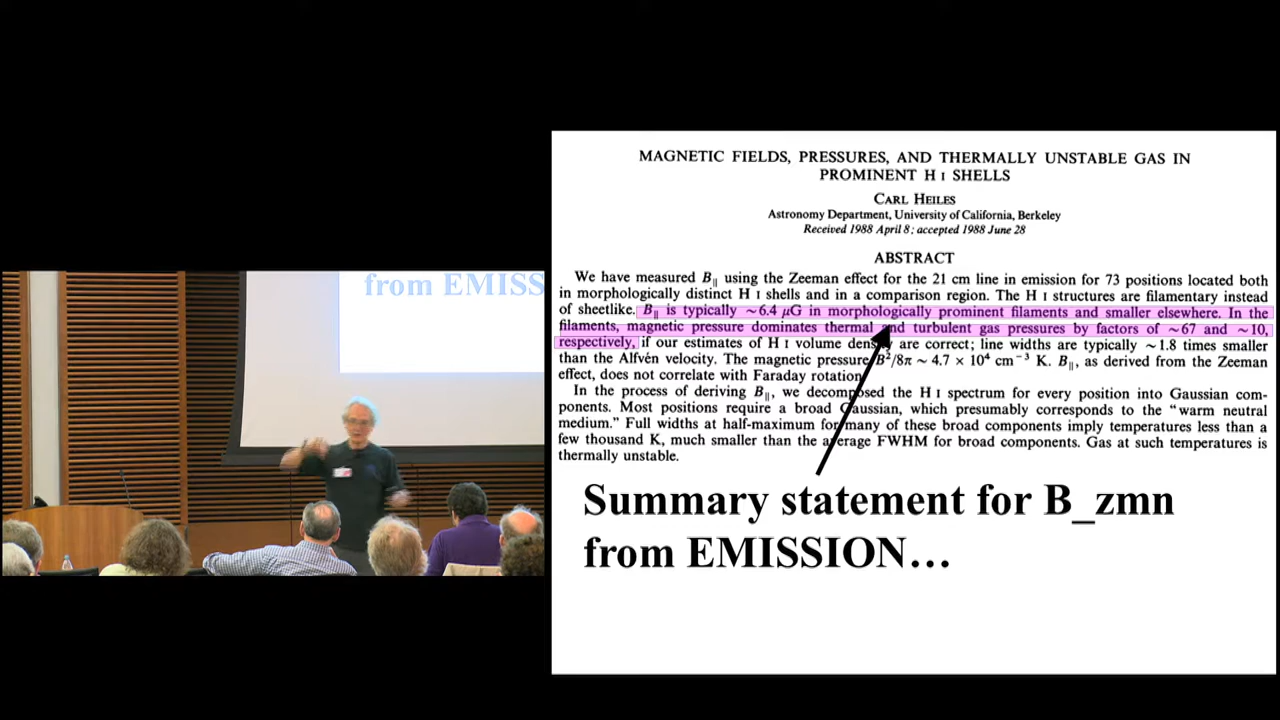 from EMISS
MAGNETIC FIELDS, PRESSURES, AND THERMALLY UNSTABLE GAS IN
PROMINENT H I SHELLS
CARL HEILES
Astronomy Department, University of California, Berkeley
Received 1988 April 8; accepted 1988 June 28
ABSTRACT
We have measured B∥ using the Zeeman effect for the 21 cm line in emission for 73 positions located both
in morphologically distinct H I shells and in a comparison region. The H I structures are filamentary instead
of sheetlike. B∥ is typically ~6.4 μG in morphologically prominent filaments and smaller elsewhere. In the
filaments, magnetic pressure dominates thermal and turbulent gas pressures by factors of ~67 and ~10,
respectively, if our estimates of H I volume density are correct; line widths are typically ~1.8 times smaller
than the Alfvén velocity. The magnetic pressure B²/8π ~ 4.7 × 10⁴ cm⁻³ K. B∥, as derived from the Zeeman
effect, does not correlate with Faraday rotation
In the process of deriving B∥, we decomposed the H I spectrum for every position into Gaussian com-
ponents. Most positions require a broad Gaussian, which presumably corresponds to the “warm neutral
medium.” Full widths at half-maximum for many of these broad components imply temperatures less than a
few thousand K, much smaller than the average FWHM for broad components. Gas at such temperatures is
thermally unstable.
Summary statement for B_zmn
from EMISSION...